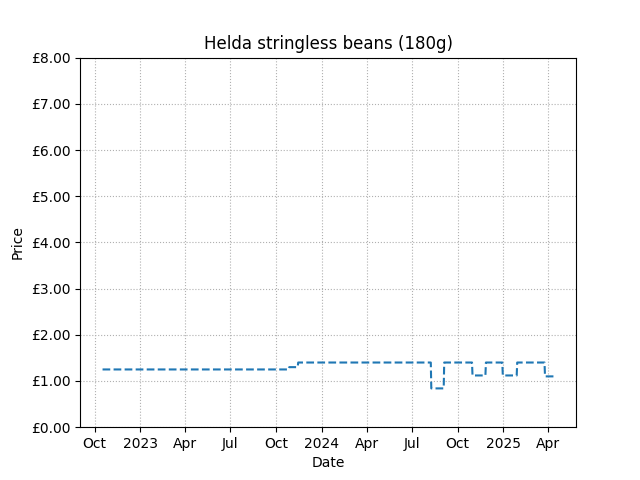 Helda stringless beans (180g)
£8.00
£7.00
£6.00
£5.00
£4.00
£3.00
£2.00
£1.00
£0.00
Price
Oct 2023 Apr Jul Oct 2024 Apr Jul Oct 2025 Apr
Date